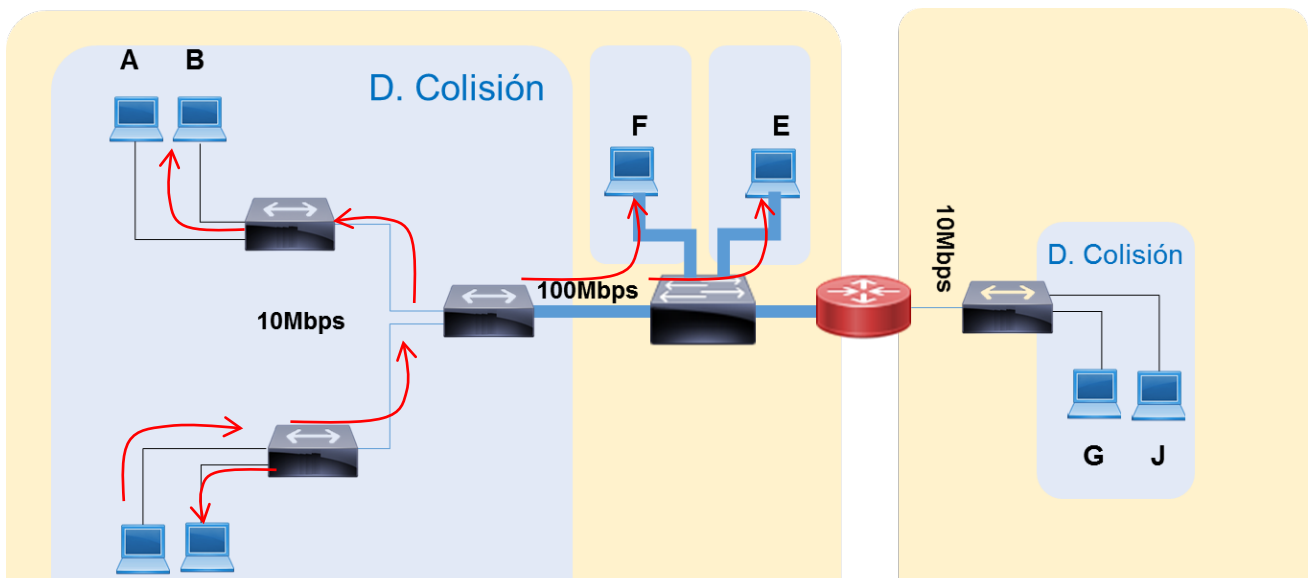 A B
D. Colisión
F
E
100Mbps
10Mbps
10Mbps
D. Colisión
G J